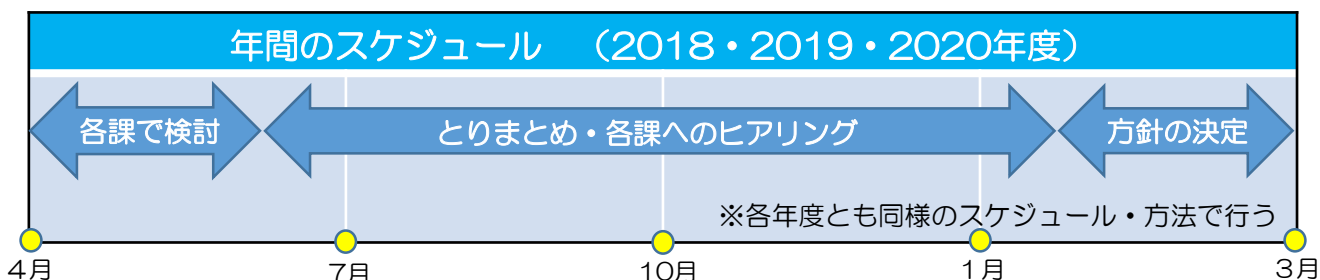 年間のスケジュール （2018・2019・2020年度）
各課で検討
とりまとめ・各課へのヒアリング
方針の決定
※各年度とも同様のスケジュール・方法で行う
4月
7月
10月
1月
3月